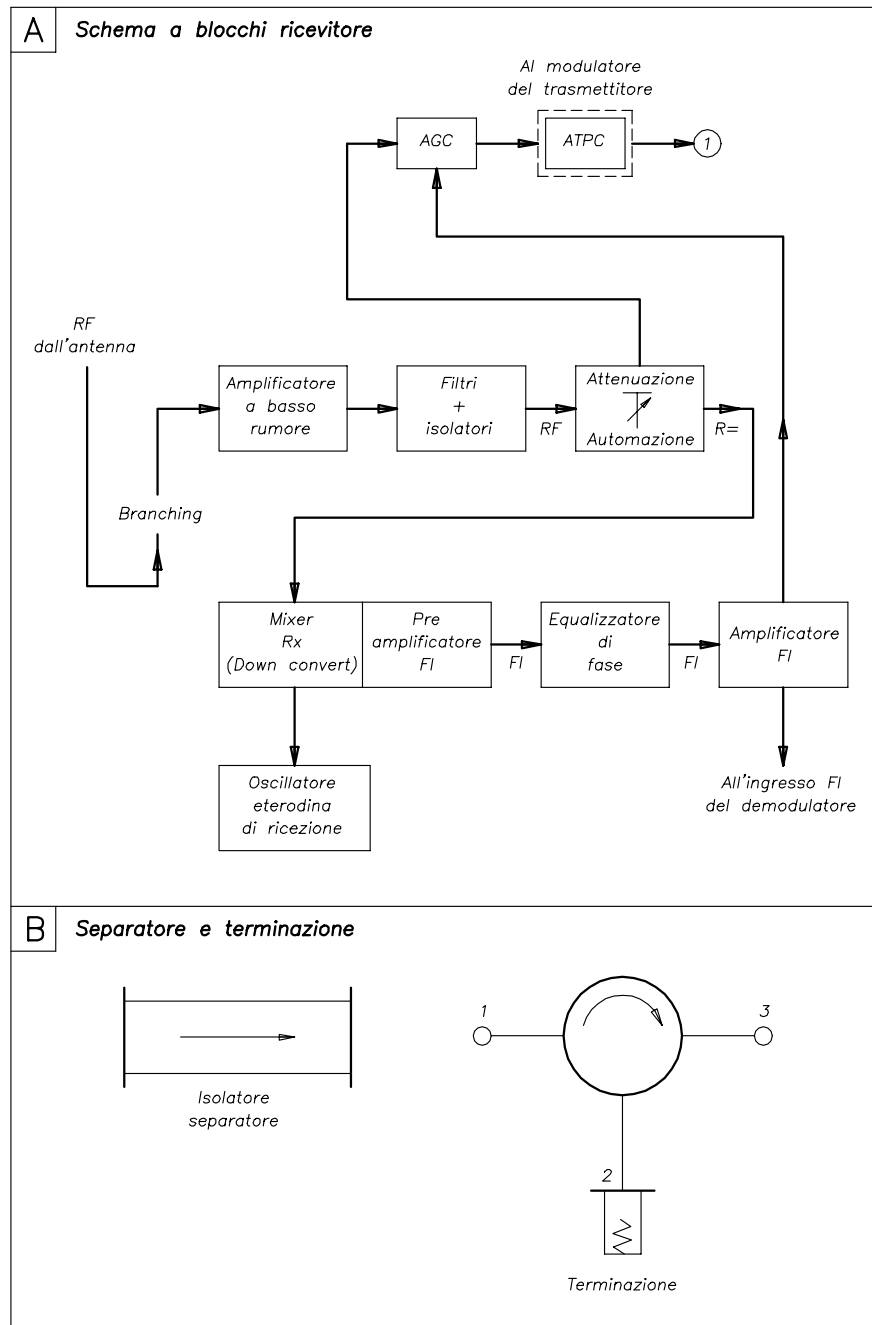 A
Schema a blocchi ricevitore
Al modulatore
del trasmettitore
AGC
ATPC
1
RF
dall'antenna
Amplificatore
a basso
rumore
Filtri
+
isolatori
RF
Attenuazione
Automazione
R=
Branching
Mixer
Rx
(Down convert)
Pre
amplificatore
FI
FI
Equalizzatore
di
fase
FI
Amplificatore
FI
Oscillatore
eterodina
di ricezione
All'ingresso FI
del demodulatore
B
Separatore e terminazione
Isolatore
separatore
1
3
2
Terminazione